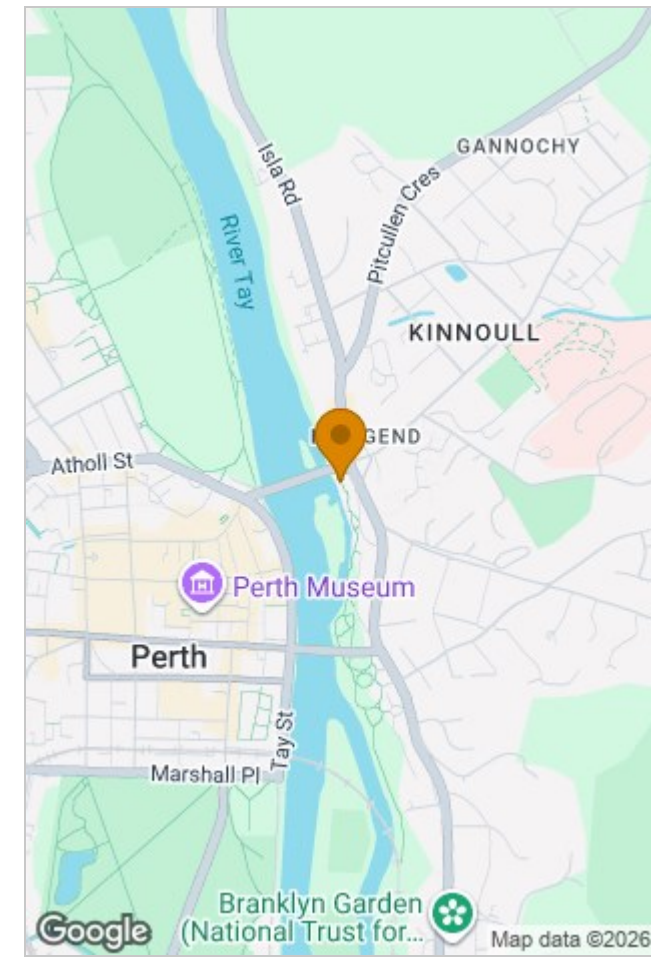 GANNOCHY
Isla Rd
Pitcullen Cres
River Tay
KINNOULL
GEND
Atholl St
Perth Museum
Perth
Tay St
Marshall Pl
Branklyn Garden
(National Trust for...
Google
Map data ©2026